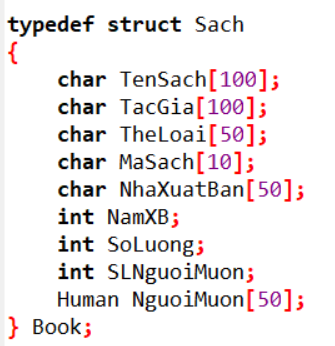 typedef struct Sach
{
    char TenSach[100];
    char TacGia[100];
    char TheLoai[50];
    char MaSach[10];
    char NhaXuatBan[50];
    int NamXB;
    int SoLuong;
    int SLNguoiMuon;
    Human NguoiMuon[50];
} Book;